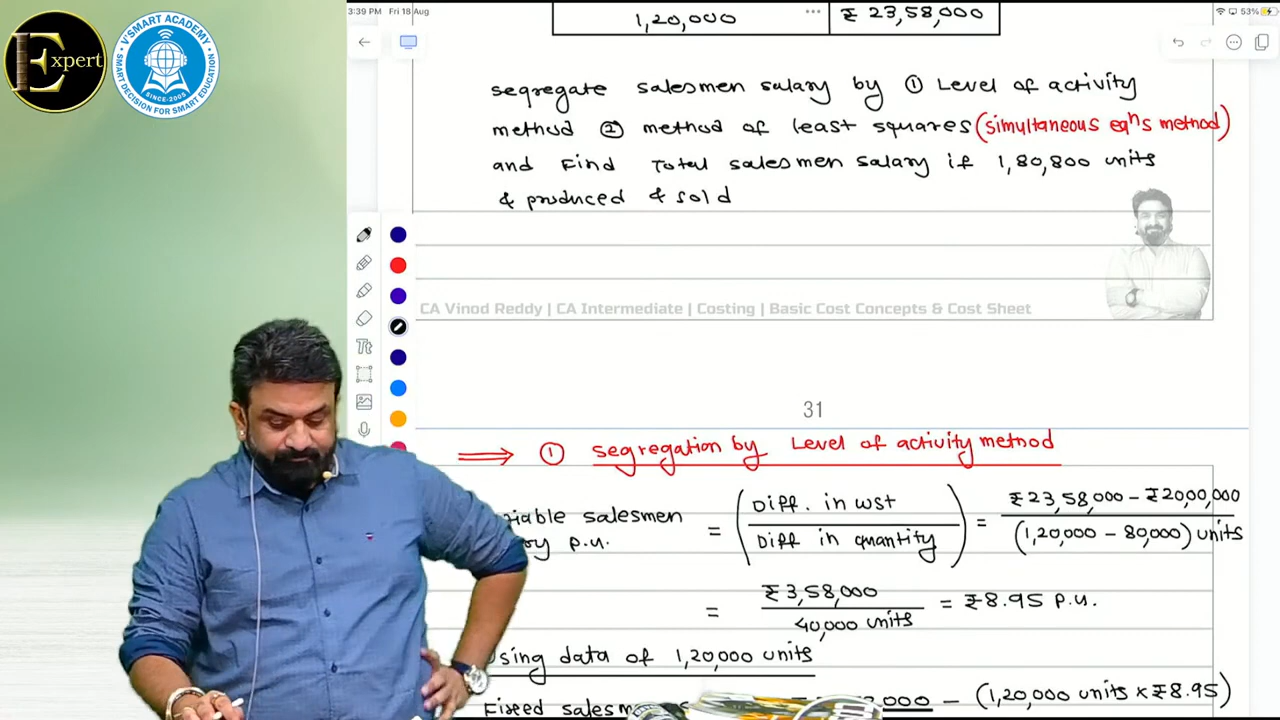 3:39 PM Fri 18 Aug
53%
1,20,000 ₹ 23,58,000
Expert
V SMART ACADEMY
SINCE-2005
SMART DECISION FOR SMART EDUCATION
segregate salesmen salary by ① Level of activity
method ② method of least squares (simultaneous eqⁿs method)
and Find Total salesmen salary if 1,80,800 units
& produced & sold
CA Vinod Reddy | CA Intermediate | Costing | Basic Cost Concepts & Cost Sheet
31
⟹ ① segregation by Level of activity method
iable salesmen = (Diff. in cost / Diff in quantity) = ₹23,58,000 - ₹2000,000 / (1,20,000 - 80,000) units
p.u.
= ₹3,58,000 / 40,000 units = ₹8.95 p.u.
sing data of 1,20,000 units
Fixed - (1,20,000 units × ₹8.95)
Tt